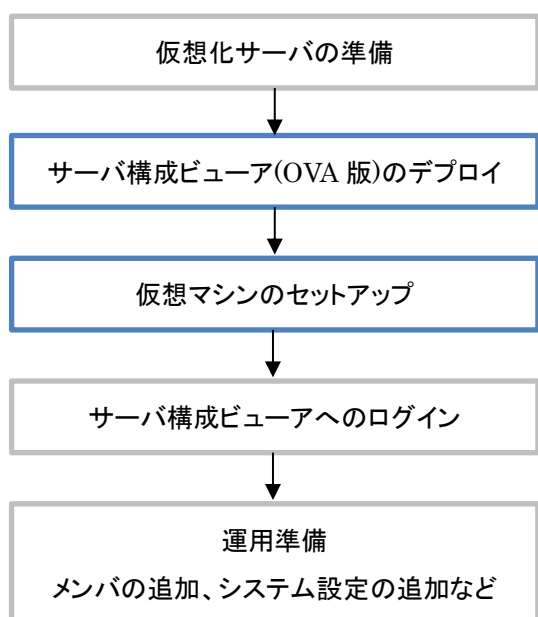 仮想化サーバの準備
サーバ構成ビューア(OVA 版)のデプロイ
仮想マシンのセットアップ
サーバ構成ビューアへのログイン
運用準備
メンバの追加、システム設定の追加など